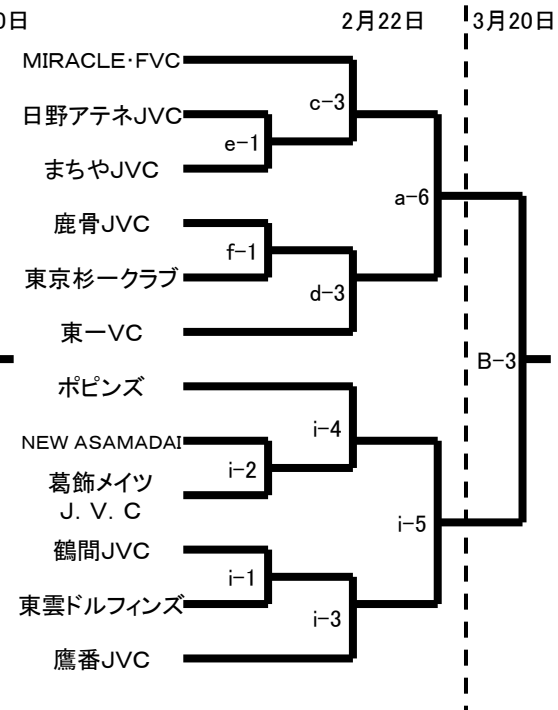 0日
2月22日
3月20日
MIRACLE・FVC
c-3
日野アテネJVC
e-1
まちやJVC
a-6
鹿骨JVC
f-1
東京杉一クラブ
d-3
東一VC
B-3
ポピンズ
i-4
NEW ASAMADAI
i-2
葛飾メイツ
J. V. C
i-5
鶴間JVC
i-1
東雲ドルフィンズ
i-3
鷹番JVC